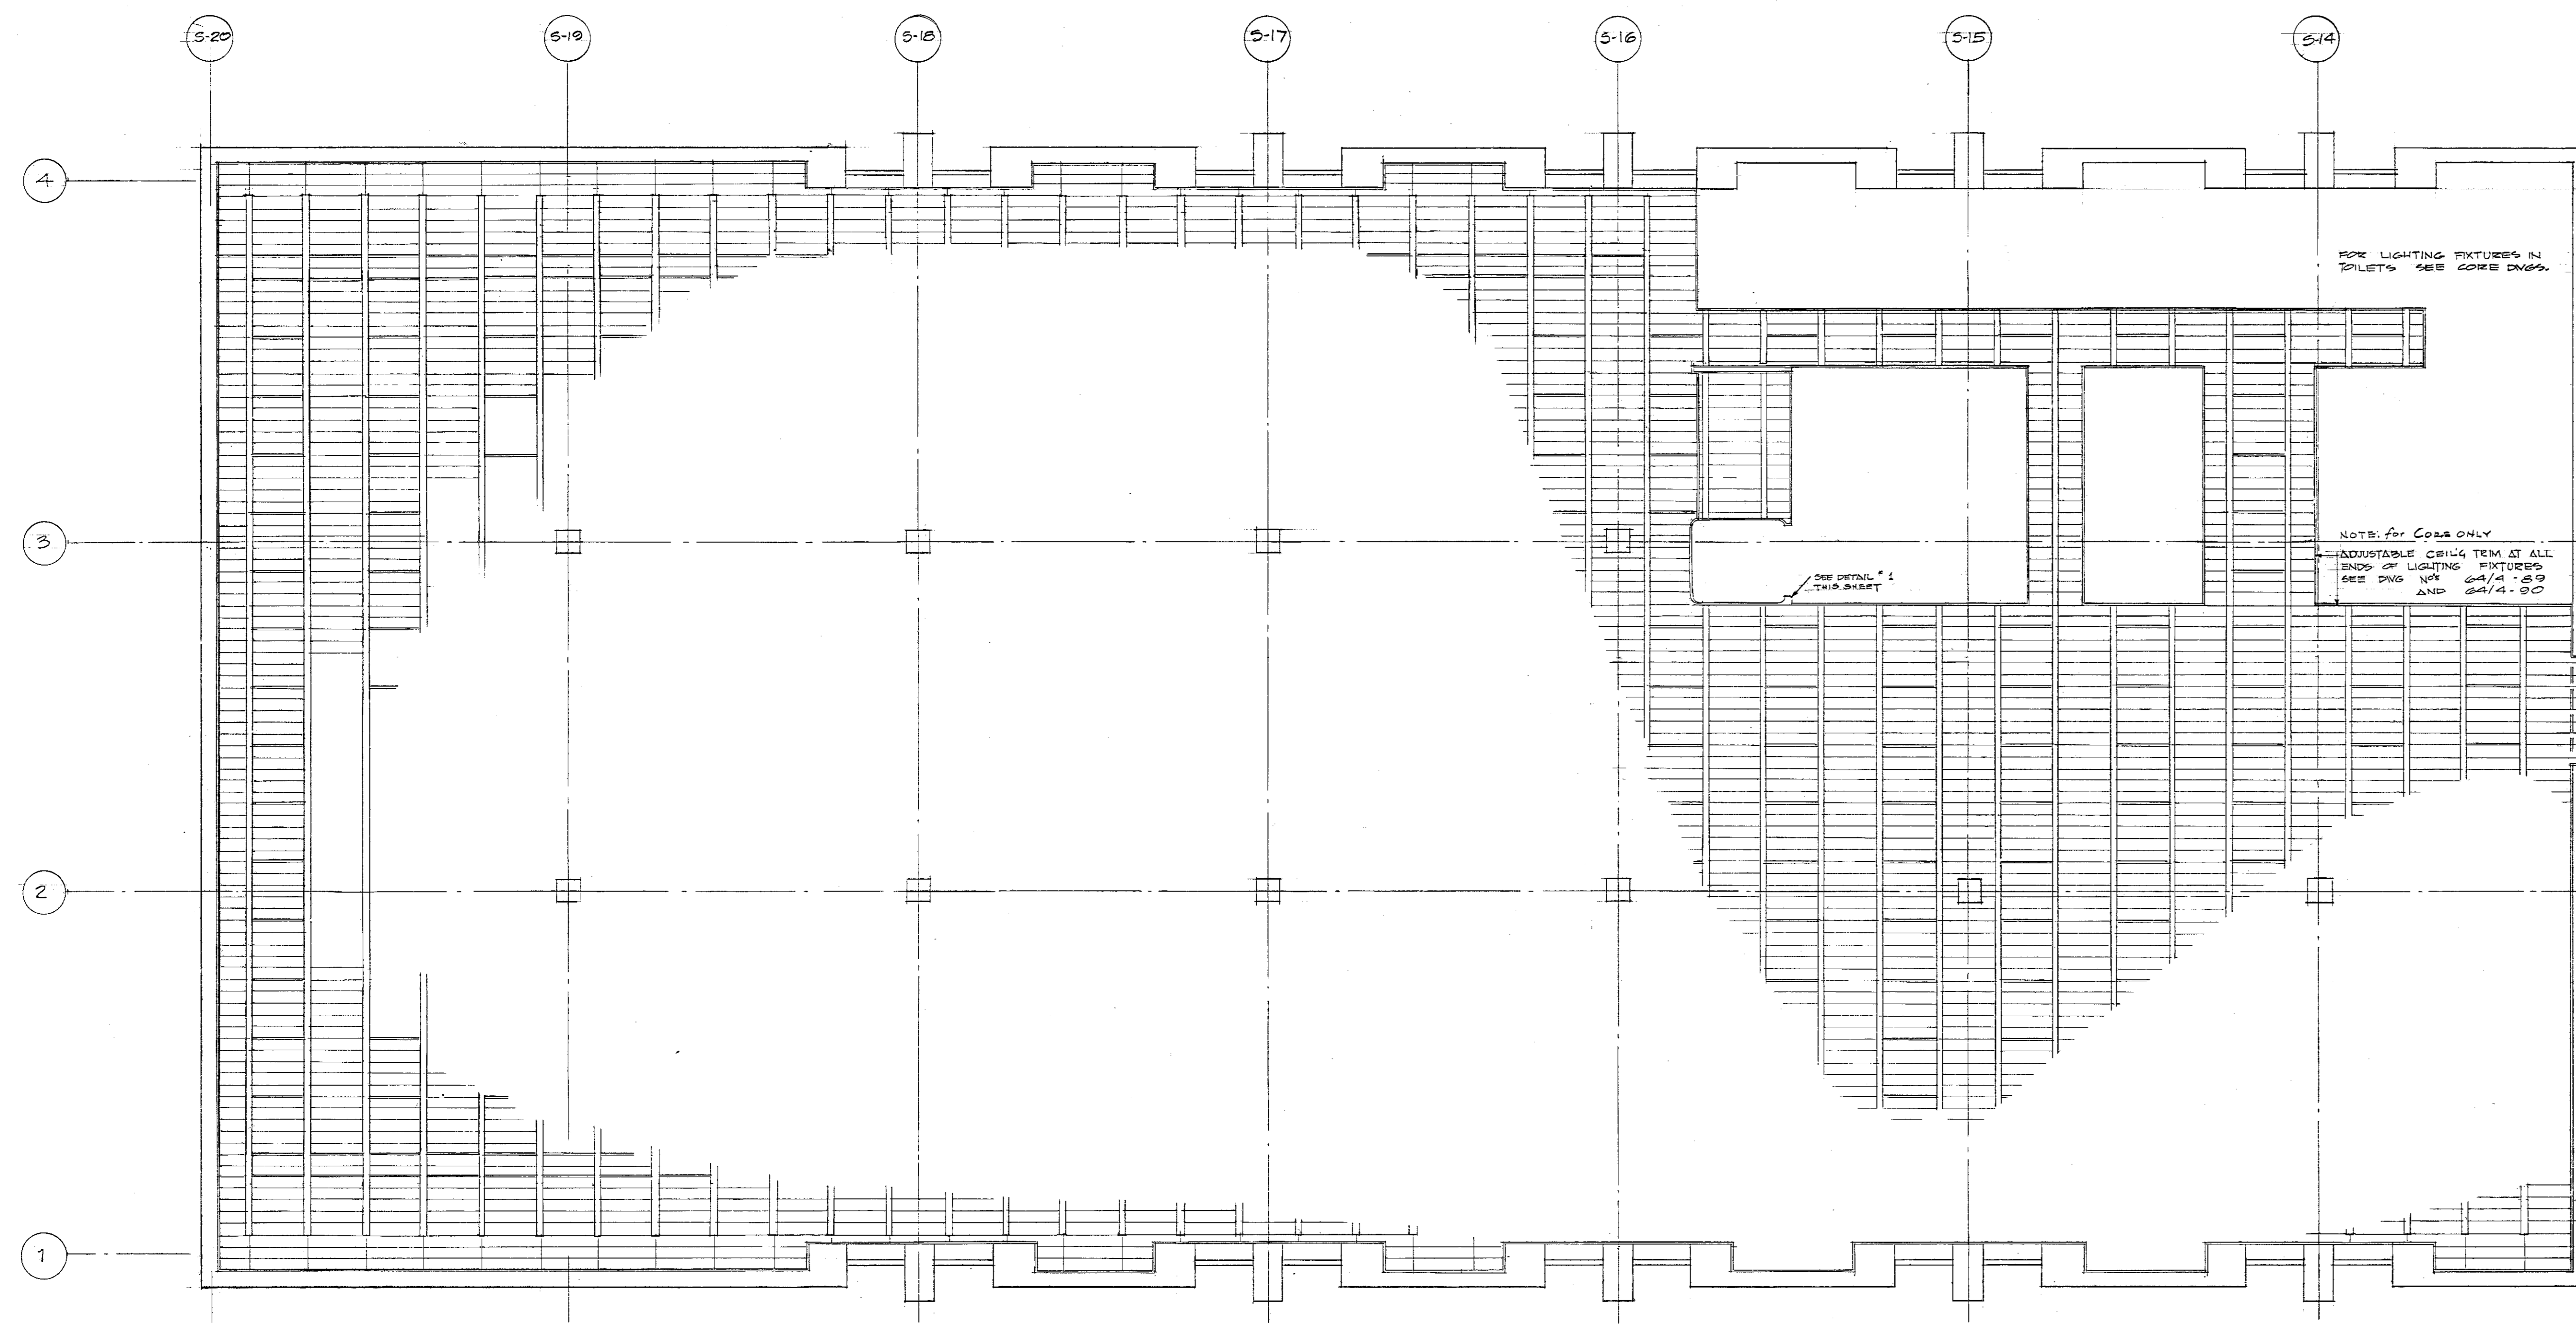 S-20
S-19
S-18
S-17
S-16
S-15
S-14
4
FOR LIGHTING FIXTURES IN
TOILETS SEE CORE DWGS.
3
NOTE: for CORE ONLY
ADJUSTABLE CEIL'G TRIM AT ALL
ENDS OF LIGHTING FIXTURES
SEE DWG NO'S 64/4-89
AND 64/4-90
SEE DETAIL # 1
THIS SHEET
2
1